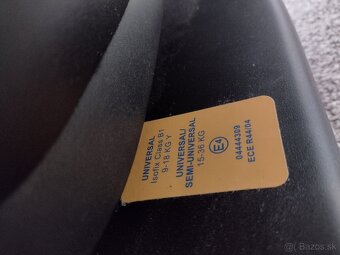 UNIVERSAL
Isofix Class B1
9-18 KG Y
UNIVERSAL/
SEMI-UNIVERSAL
15-36 KG
E4
04444309
ECE R44/04
bazos.sk